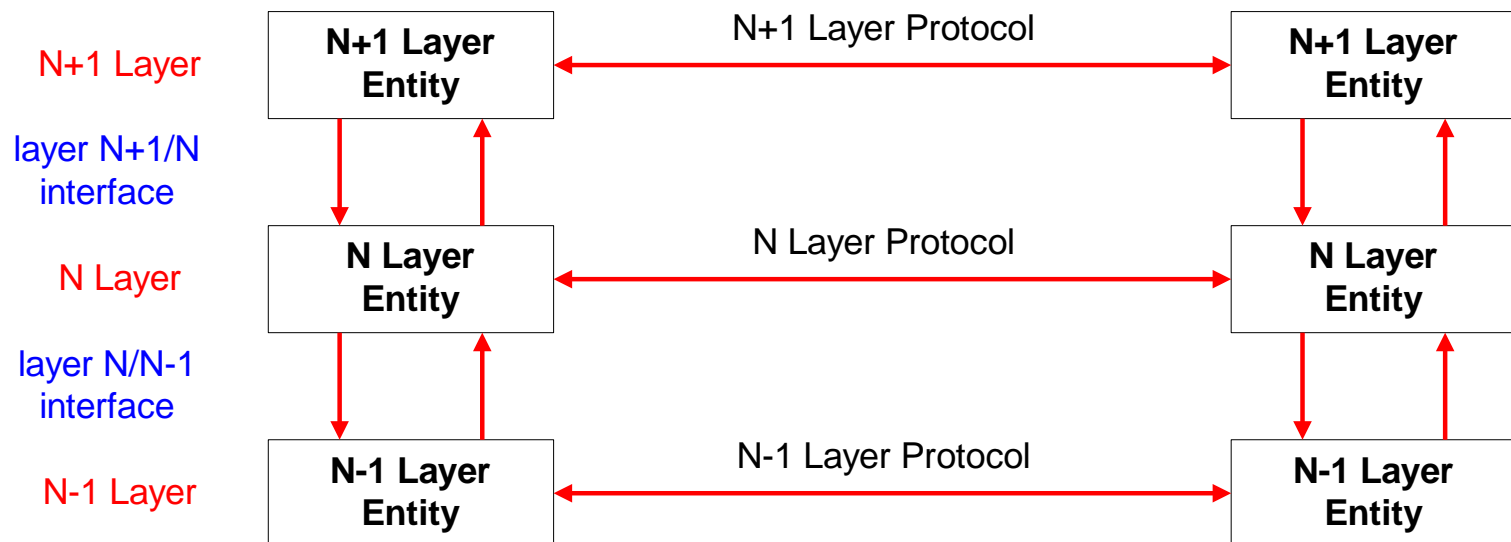 N+1 Layer
Entity
N+1 Layer Protocol
N+1 Layer
Entity
N+1 Layer
layer N+1/N
interface
N Layer
Entity
N Layer Protocol
N Layer
Entity
N Layer
layer N/N-1
interface
N-1 Layer
Entity
N-1 Layer Protocol
N-1 Layer
Entity
N-1 Layer